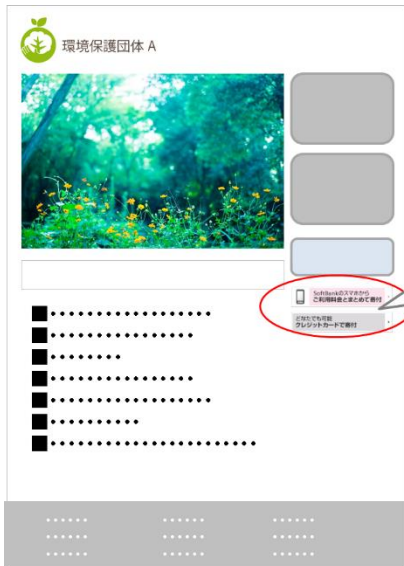 環境保護団体 A
SoftBankのスマホから
ご利用料金とまとめて寄付
どなたでも可能
クレジットカードで寄付